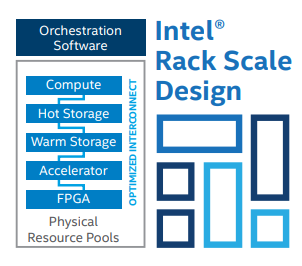 Orchestration
Software
Compute
Hot Storage
Warm Storage
Accelerator
FPGA
OPTIMIZED INTERCONNECT
Physical
Resource Pools
Intel®
Rack Scale
Design